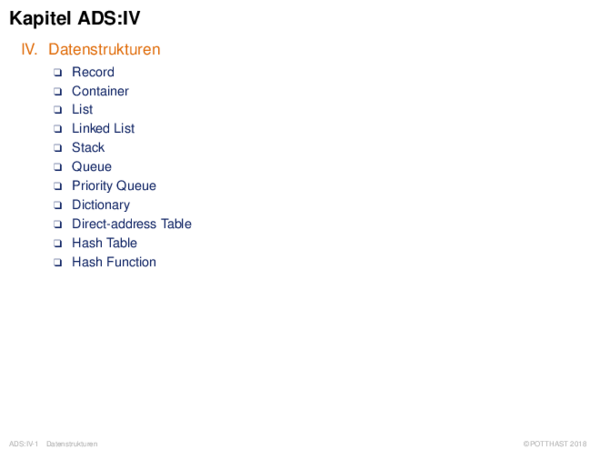 Kapitel ADS:IV
IV. Datenstrukturen
❑ Record
❑ Container
❑ List
❑ Linked List
❑ Stack
❑ Queue
❑ Priority Queue
❑ Dictionary
❑ Direct-address Table
❑ Hash Table
❑ Hash Function
ADS:IV-1 Datenstrukturen ©POTTHAST 2018